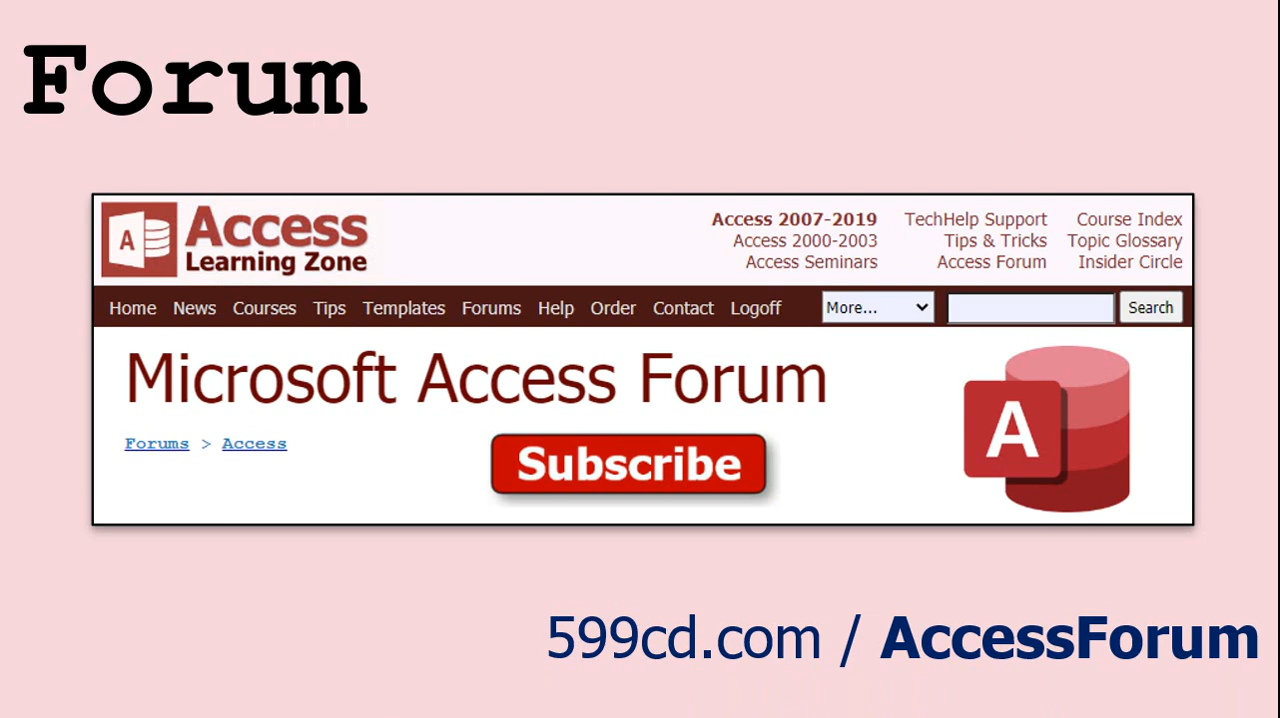 Forum
A Access
Learning Zone
Access 2007-2019 TechHelp Support Course Index
Access 2000-2003 Tips & Tricks Topic Glossary
Access Seminars Access Forum Insider Circle
Home News Courses Tips Templates Forums Help Order Contact Logoff More... Search
Microsoft Access Forum
A
Forums > Access
Subscribe
599cd.com / AccessForum